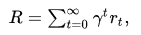 R = ∑_{t=0}^{∞} γ^t r_t,